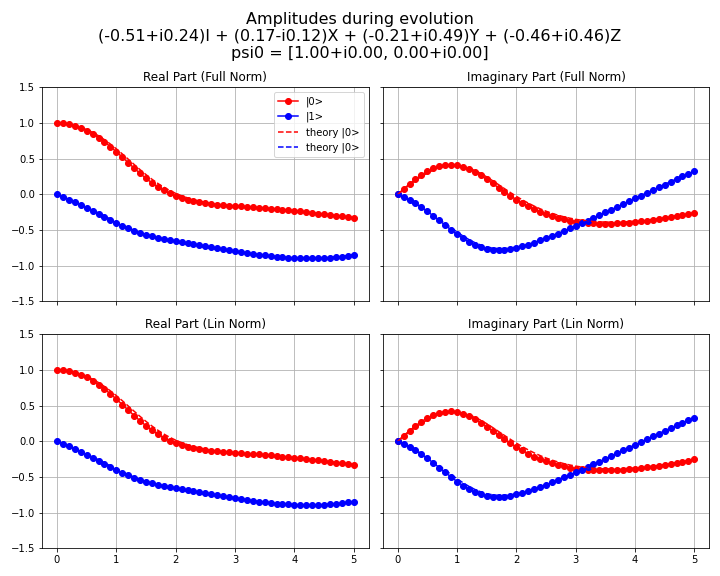 Amplitudes during evolution
(-0.51+i0.24)I + (0.17-i0.12)X + (-0.21+i0.49)Y + (-0.46+i0.46)Z
psi0 = [1.00+i0.00, 0.00+i0.00]
Real Part (Full Norm)
Imaginary Part (Full Norm)
1.5
1.0
0.5
0.0
−0.5
−1.0
−1.5
|0>
|1>
theory |0>
theory |0>
Real Part (Lin Norm)
Imaginary Part (Lin Norm)
1.5
1.0
0.5
0.0
−0.5
−1.0
−1.5
0 1 2 3 4 5
0 1 2 3 4 5